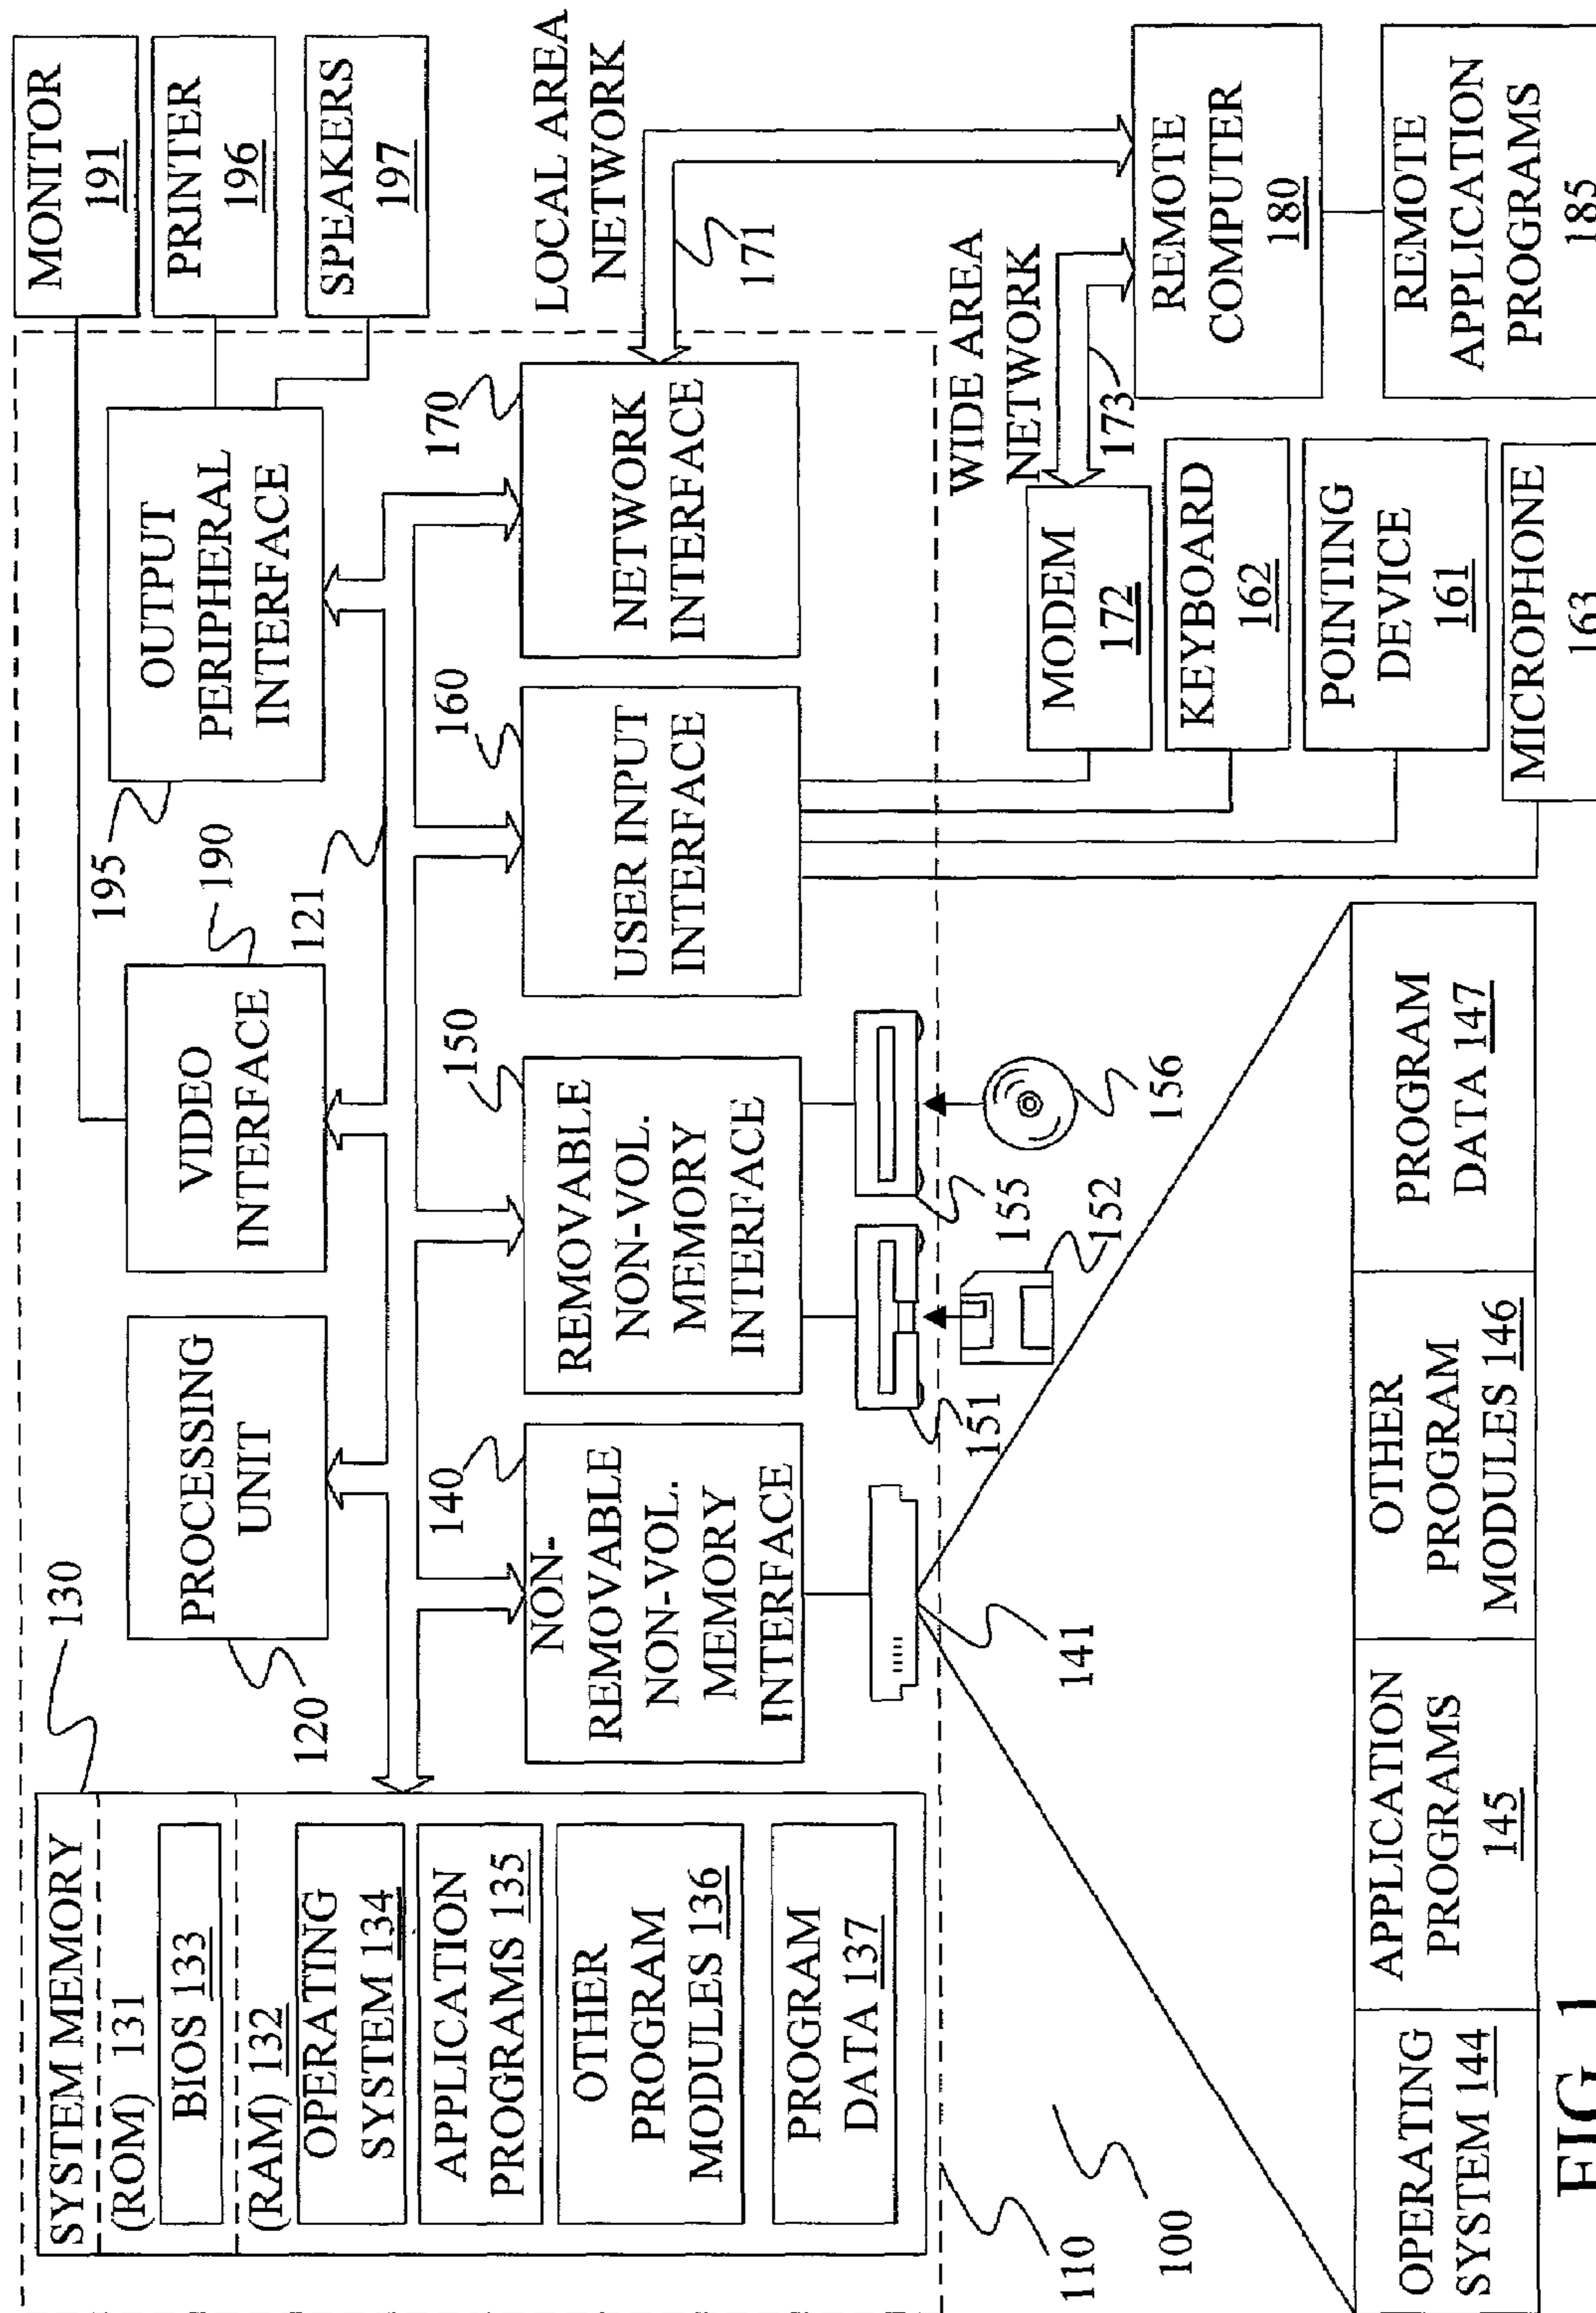 SYSTEM MEMORY
(ROM) 131
BIOS 133
(RAM) 132
OPERATING
SYSTEM 134
APPLICATION
PROGRAMS 135
OTHER
PROGRAM
MODULES 136
PROGRAM
DATA 137
130
PROCESSING
UNIT
120
VIDEO
INTERFACE
190
121
OUTPUT
PERIPHERAL
INTERFACE
195
MONITOR
191
PRINTER
196
SPEAKERS
197
NON-
REMOVABLE
NON-VOL.
MEMORY
INTERFACE
140
REMOVABLE
NON-VOL.
MEMORY
INTERFACE
150
USER INPUT
INTERFACE
160
NETWORK
INTERFACE
170
LOCAL AREA
NETWORK
171
141
151
152
155
156
WIDE AREA
NETWORK
173
MODEM
172
KEYBOARD
162
POINTING
DEVICE
161
MICROPHONE
163
REMOTE
COMPUTER
180
REMOTE
APPLICATION
PROGRAMS
185
110
100
OPERATING
SYSTEM 144
APPLICATION
PROGRAMS
145
OTHER
PROGRAM
MODULES 146
PROGRAM
DATA 147
FIG. 1